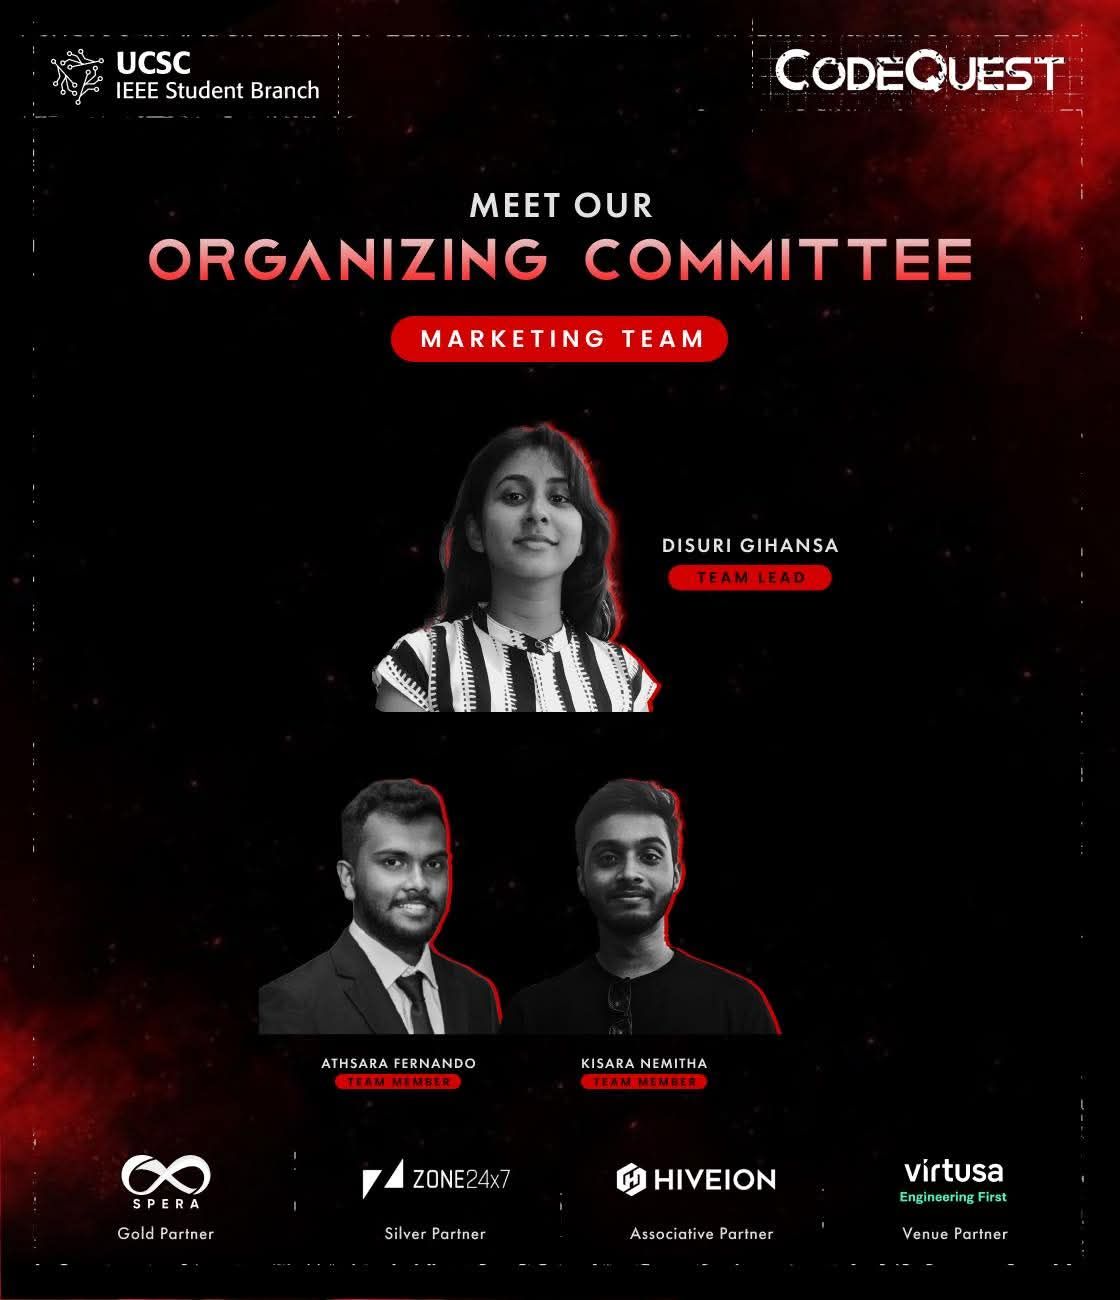 UCSC
IEEE Student Branch
CODEQUEST
MEET OUR
ORGANIZING COMMITTEE
MARKETING TEAM
DISURI GIHANSA
TEAM LEAD
ATHSARA FERNANDO
TEAM MEMBER
KISARA NEMITHA
TEAM MEMBER
SPERA
Gold Partner
ZONE24x7
Silver Partner
HIVEION
Associative Partner
virtusa
Engineering First
Venue Partner